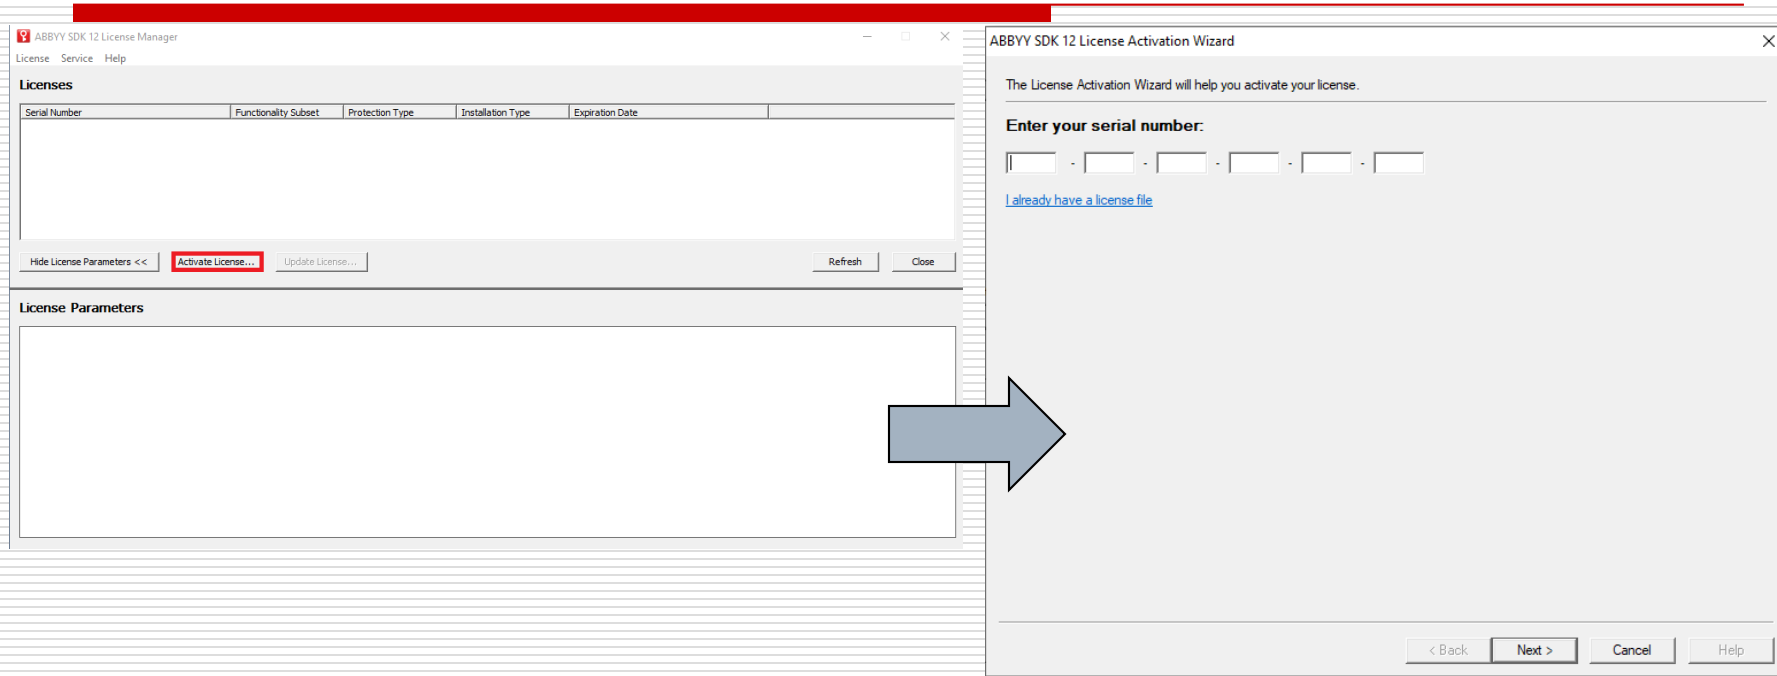 ABBYY SDK 12 License Manager
License Service Help
Licenses
Serial Number Functionality Subset Protection Type Installation Type Expiration Date
Hide License Parameters << Activate License... Update License... Refresh Close
License Parameters
ABBYY SDK 12 License Activation Wizard
The License Activation Wizard will help you activate your license.
Enter your serial number:
- - - - -
I already have a license file
< Back Next > Cancel Help